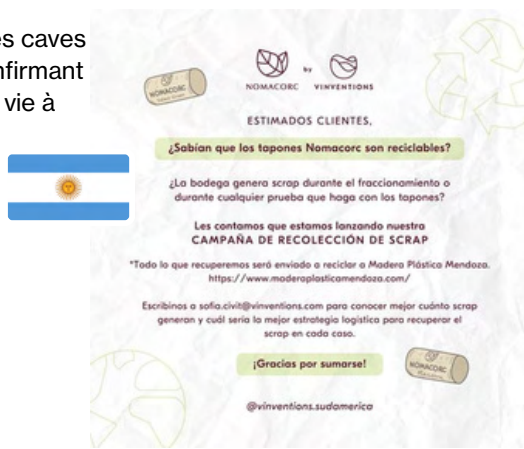 es caves
nfirmant
vie à
NOMACORC
by
VINVENTIONS
NOMACORC
ESTIMADOS CLIENTES,
¿Sabían que los tapones Nomacorc son reciclables?
¿La bodega genera scrap durante el fraccionamiento o
durante cualquier prueba que haga con los tapones?
Les contamos que estamos lanzando nuestra
CAMPAÑA DE RECOLECCIÓN DE SCRAP
*Todo lo que recuperemos será enviado a reciclar a Madera Plástica Mendoza.
https://www.maderaplasticamendoza.com/
Escribinos a sofia.civit@vinventions.com para conocer mejor cuánto scrap
generan y cuál sería la mejor estrategia logística para recuperar el
scrap en cada caso.
¡Gracias por sumarse!
NOMACORC
@vinventions.sudamerica